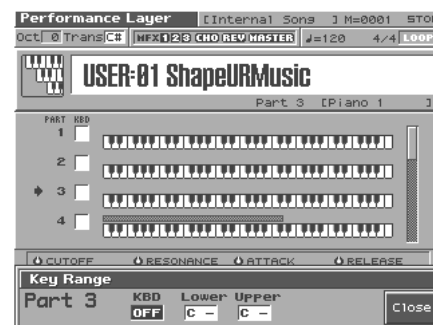 Performance Layer [Internal Song ] M=0001 STO
Oct 0 Trans C# MFX 1 2 3 CHO REV MASTER ♩=120 4/4 LOOP
USER:01 ShapeURMusic
Part 3 [Piano 1 ]
PART KBD
1
2
3
4
CUTOFF RESONANCE ATTACK RELEASE
Key Range
Part 3 KBD Lower Upper
OFF C – C –
Close